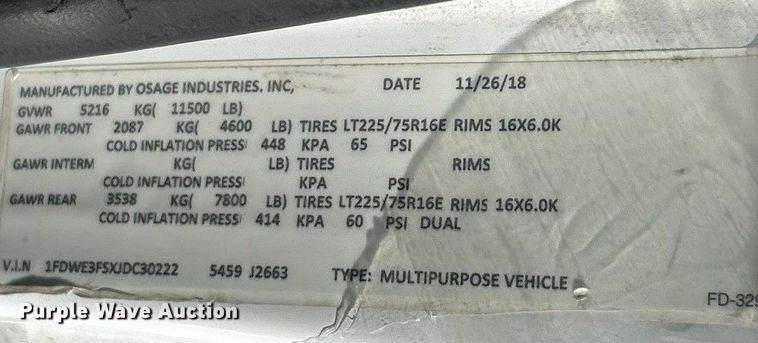 MANUFACTURED BY OSAGE INDUSTRIES, INC, DATE 11/26/18
GVWR 5216 KG( 11500 LB)
GAWR FRONT 2087 KG( 4600 LB) TIRES LT225/75R16E RIMS 16X6.0K
COLD INFLATION PRESS 448 KPA 65 PSI
GAWR INTERM KG( LB) TIRES RIMS
COLD INFLATION PRESS KPA PSI
GAWR REAR 3538 KG( 7800 LB) TIRES LT225/75R16E RIMS 16X6.0K
COLD INFLATION PRESS 414 KPA 60 PSI DUAL
V.I.N 1FDWE3FSXJDC30222 5459 J2663 TYPE: MULTIPURPOSE VEHICLE
FD-329
Purple Wave Auction